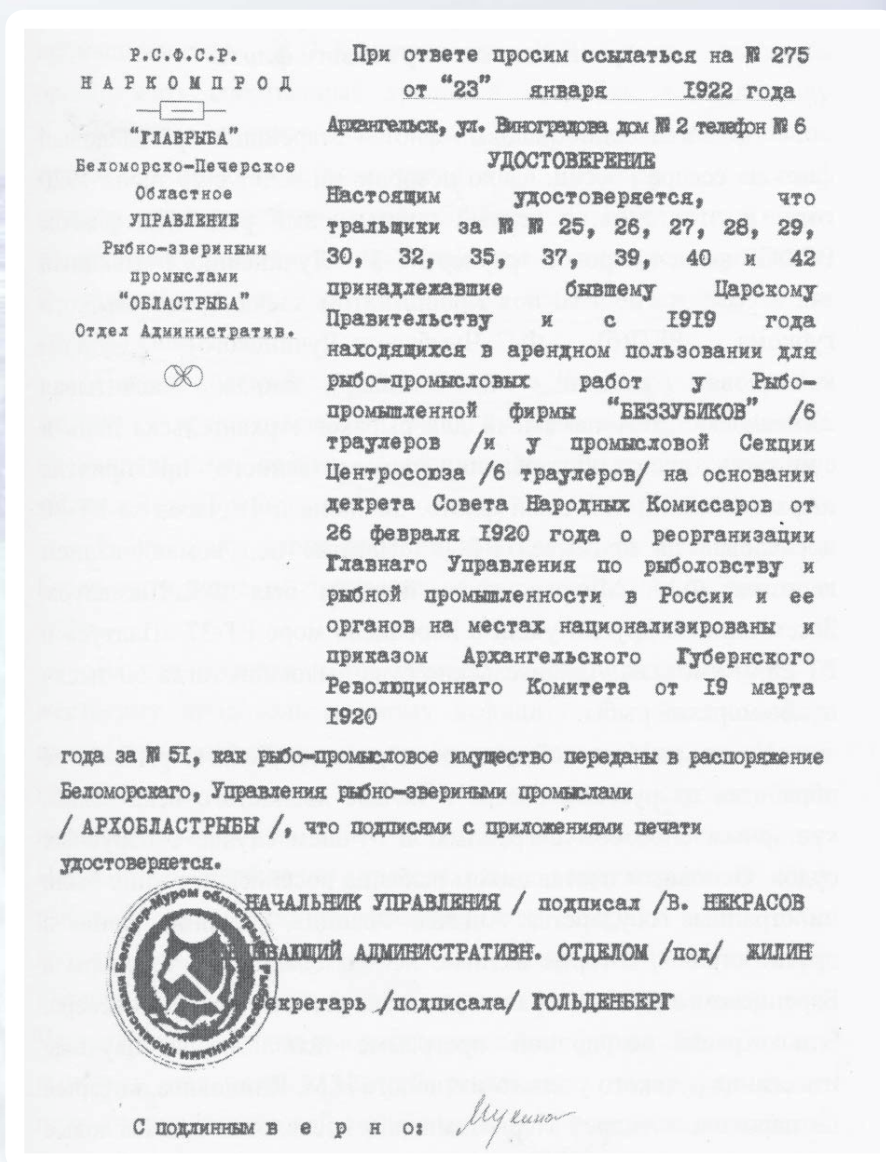 Р.С.Ф.С.Р.
НАРКОМПРОД
"ГЛАВРЫБА"
Беломорско-Печерское
Областное
УПРАВЛЕНИЕ
Рыбно-звериными
промыслами
"ОБЛАСТРЫБА"
Отдел Административ.
При ответе просим ссылаться на № 275
от "23" января 1922 года
Архангельск, ул. Виноградова дом № 2 телефон № 6
УДОСТОВЕРЕНИЕ
Настоящим удостоверяется, что
тральщики за № № 25, 26, 27, 28, 29,
30, 32, 35, 37, 39, 40 и 42
принадлежавшие бывшему Царскому
Правительству и с 1919 года
находящихся в арендном пользовании для
рыбо-промысловых работ у Рыбо-
промышленной фирмы "БЕЗЗУБИКОВ" /6
траулеров /и у промысловой Секции
Центросоюза /6 траулеров/ на основании
декрета Совета Народных Комиссаров от
26 февраля 1920 года о реорганизации
Главнаго Управления по рыболовству и
рыбной промышленности в России и ее
органов на местах национализированы и
приказом Архангельского Губернского
Революционнаго Комитета от 19 марта
1920
года за № 51, как рыбо-промысловое имущество переданы в распоряжение
Беломорскаго, Управления рыбно-звериными промыслами
/ АРХОБЛАСТРЫБЫ /, что подписями с приложениями печати
удостоверяется.
НАЧАЛЬНИК УПРАВЛЕНИЯ / подписал /В. НЕКРАСОВ
АДМИНИСТРАТИВН. ОТДЕЛОМ /под/ ЖИЛИН
Секретарь /подписала/ ГОЛЬДЕНБЕРГ
Беломор-Муром областное
С подлинным в е р н о: